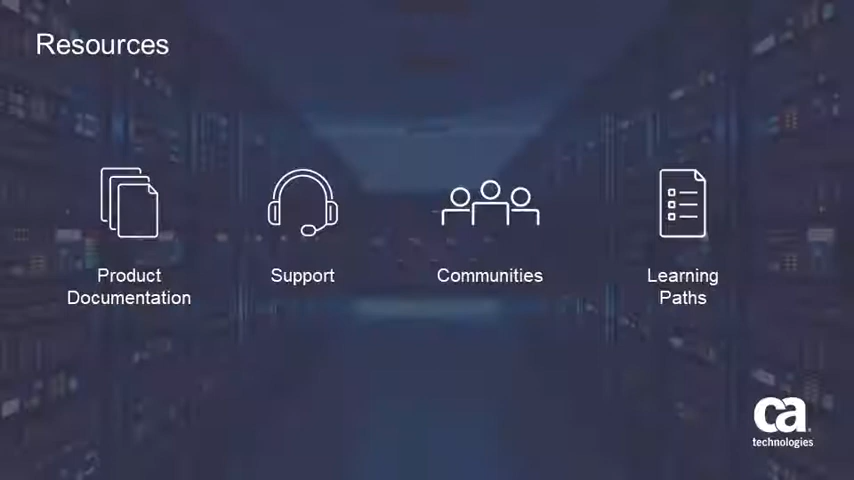 Resources
Product
Documentation
Support
Communities
Learning
Paths
ca
technologies